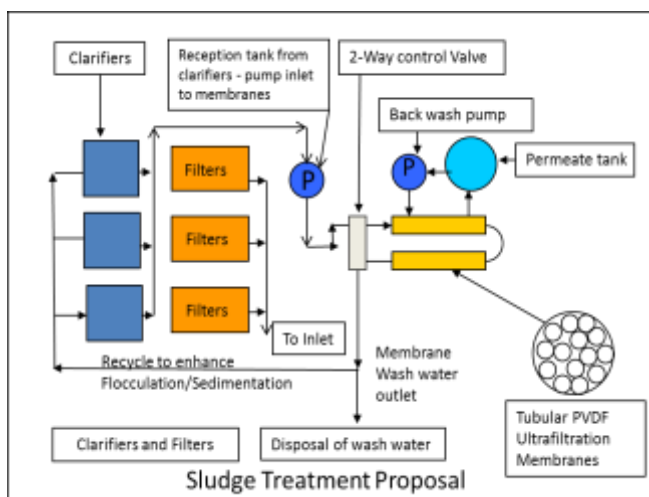 Clarifiers
Reception tank from
clarifiers - pump inlet
to membranes
2-Way control Valve
Back wash pump
Permeate tank
P
P
Filters
Filters
Filters
To Inlet
Recycle to enhance
Flocculation/Sedimentation
Membrane
Wash water
outlet
Tubular PVDF
Ultrafiltration
Membranes
Clarifiers and Filters
Disposal of wash water
Sludge Treatment Proposal